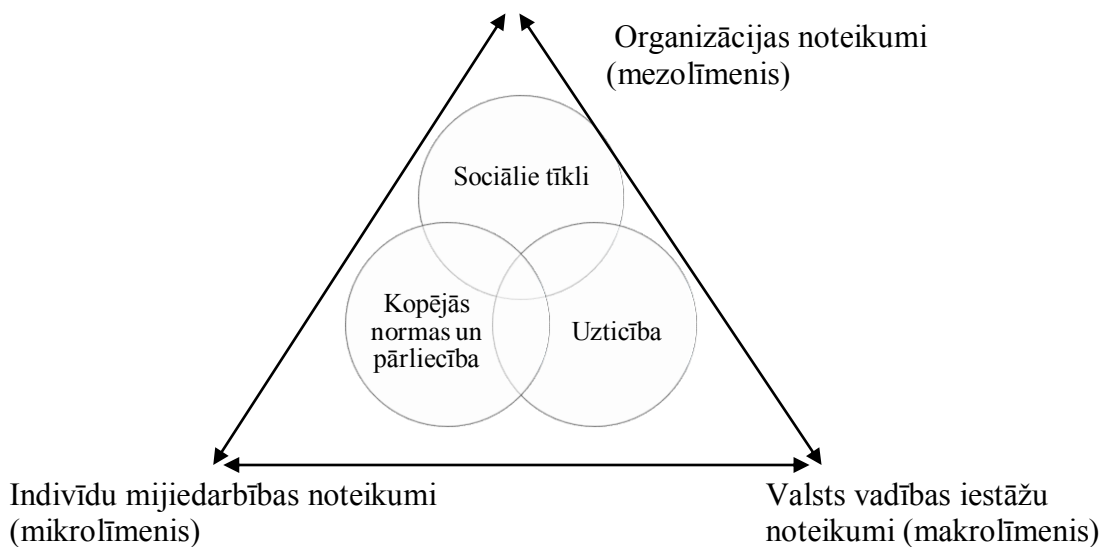 Organizācijas noteikumi
(mezolīmenis)
Sociālie tīkli
Kopējās
normas un
pārliecība
Uzticība
Indivīdu mijiedarbības noteikumi
(mikrolīmenis)
Valsts vadības iestāžu
noteikumi (makrolīmenis)